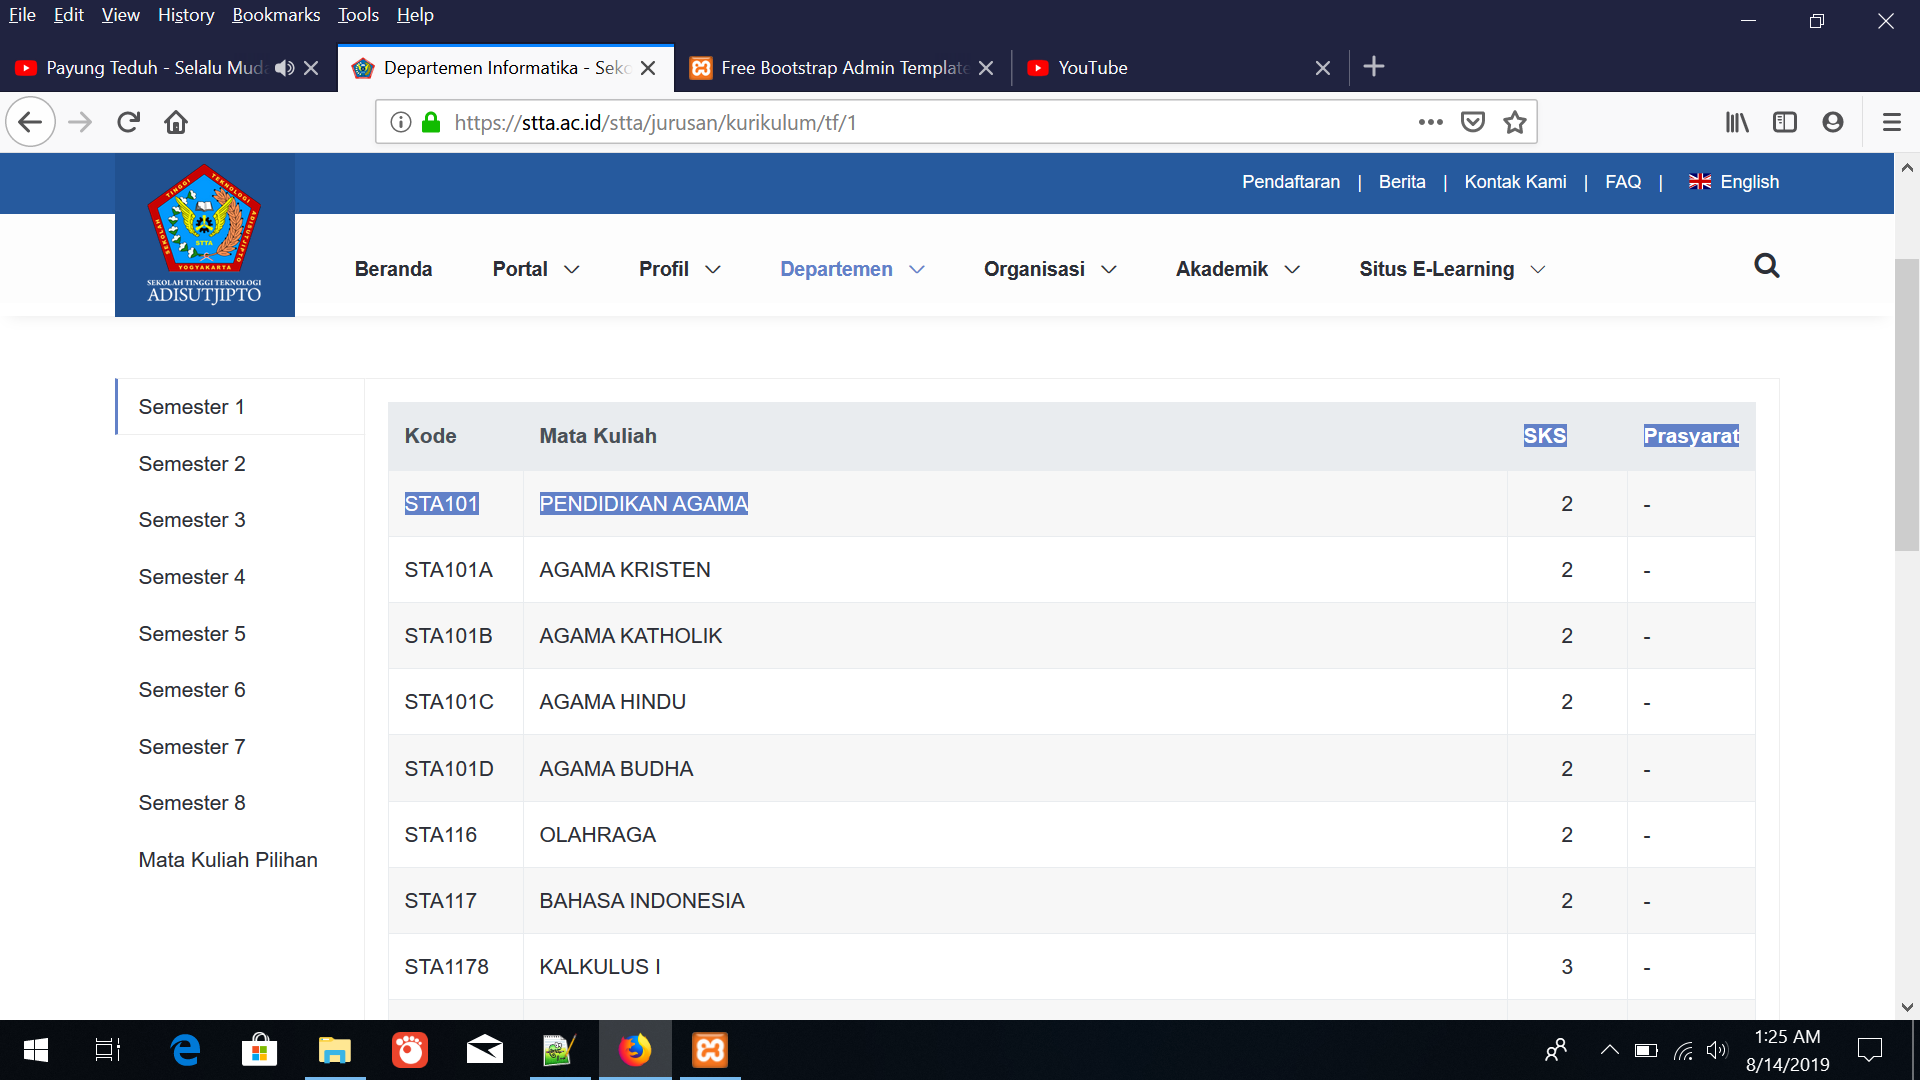 File Edit View History Bookmarks Tools Help
Payung Teduh - Selalu Mud
Departemen Informatika - Seko
Free Bootstrap Admin Template
YouTube
https://stta.ac.id/stta/jurusan/kurikulum/tf/1
Pendaftaran | Berita | Kontak Kami | FAQ | English
SEKOLAH TINGGI TEKNOLOGI ADISUTJIPTO
STTA
YOGYAKARTA
SEKOLAH TINGGI TEKNOLOGI
ADISUTJIPTO
Beranda Portal Profil Departemen Organisasi Akademik Situs E-Learning
Semester 1
Semester 2
Semester 3
Semester 4
Semester 5
Semester 6
Semester 7
Semester 8
Mata Kuliah Pilihan
Kode Mata Kuliah SKS Prasyarat
STA101 PENDIDIKAN AGAMA 2 -
STA101A AGAMA KRISTEN 2 -
STA101B AGAMA KATHOLIK 2 -
STA101C AGAMA HINDU 2 -
STA101D AGAMA BUDHA 2 -
STA116 OLAHRAGA 2 -
STA117 BAHASA INDONESIA 2 -
STA1178 KALKULUS I 3 -
1:25 AM
8/14/2019